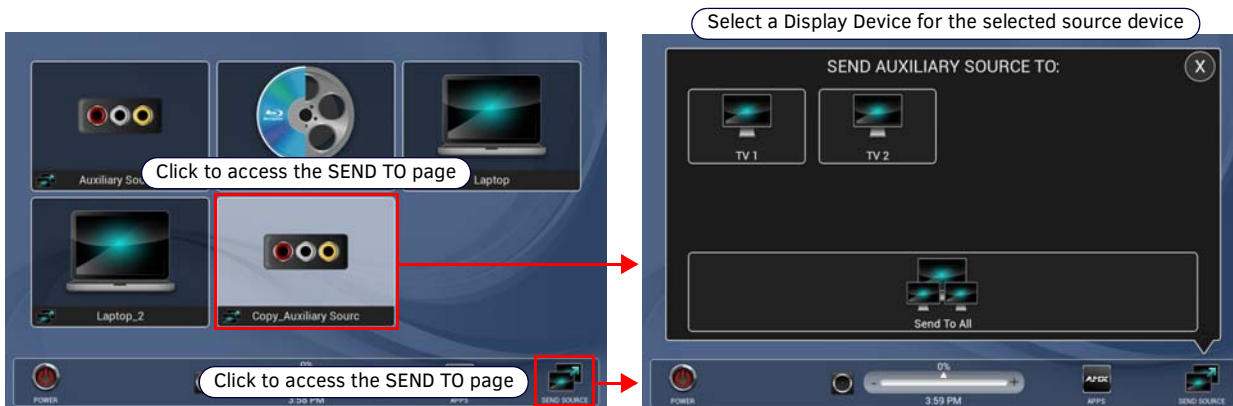 Select a Display Device for the selected source device
SEND AUXILIARY SOURCE TO:
X
TV 1
TV 2
Click to access the SEND TO page
Auxiliary
Laptop
Laptop_2
Copy_Auxiliary Sourc
Send To All
Click to access the SEND TO page
POWER
0%
3:58 PM
APPS
SEND SOURCE
POWER
0%
- +
3:59 PM
AMX
APPS
SEND SOURCE